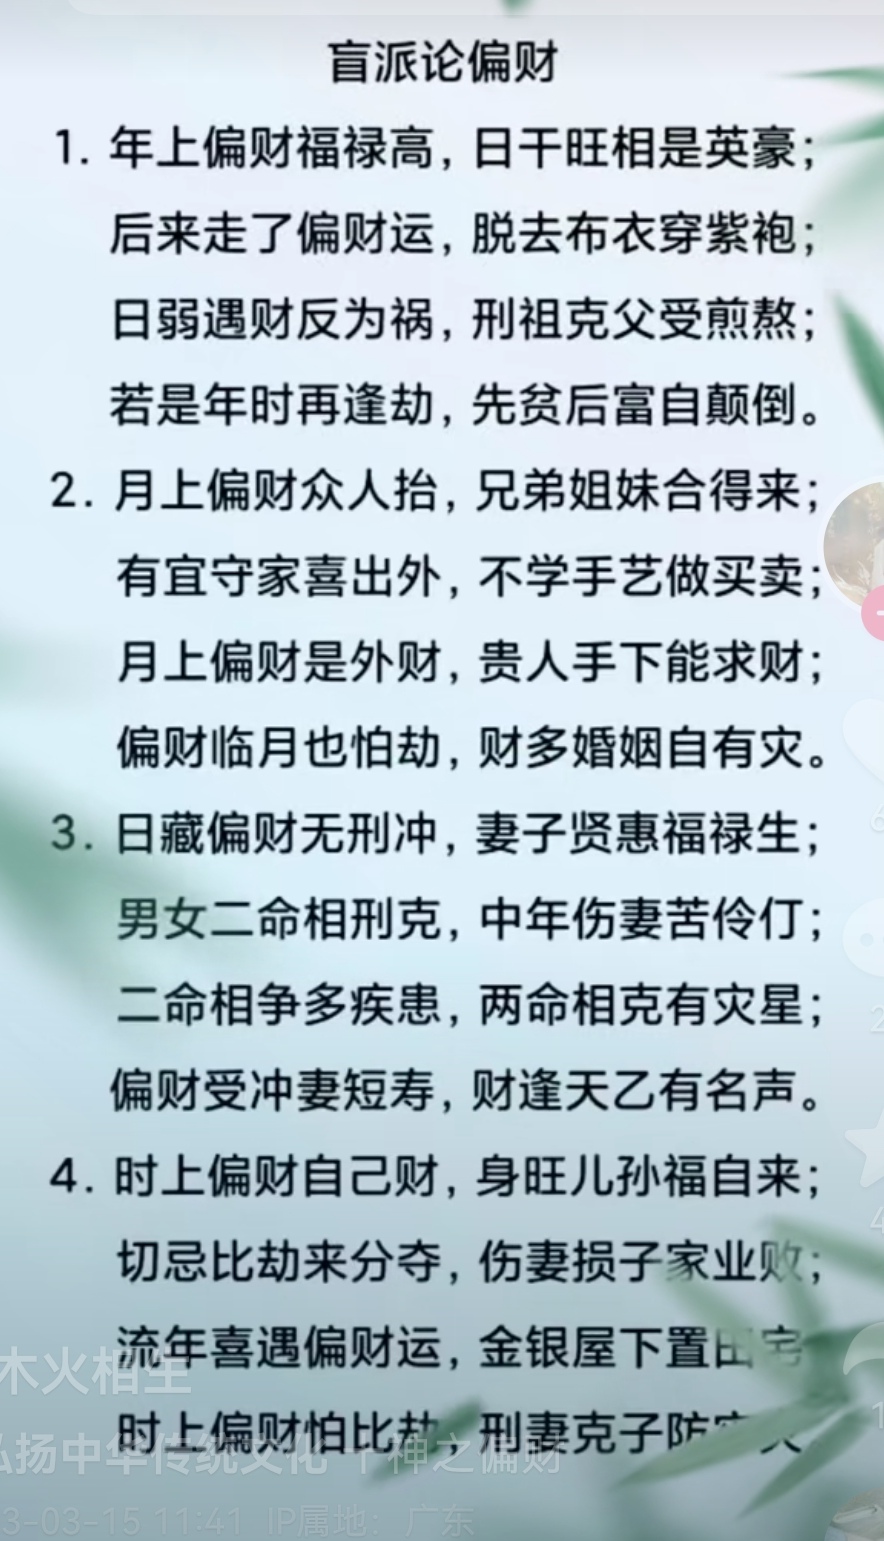 盲派论偏财
1. 年上偏财福禄高，日干旺相是英豪；
后来走了偏财运，脱去布衣穿紫袍；
日弱遇财反为祸，刑祖克父受煎熬；
若是年时再逢劫，先贫后富自颠倒。
2. 月上偏财众人抬，兄弟姐妹合得来；
有宜守家喜出外，不学手艺做买卖；
月上偏财是外财，贵人手下能求财；
偏财临月也怕劫，财多婚姻自有灾。
3. 日藏偏财无刑冲，妻子贤惠福禄生；
男女二命相刑克，中年伤妻苦伶仃；
二命相争多疾患，两命相克有灾星；
偏财受冲妻短寿，财逢天乙有名声。
4. 时上偏财自己财，身旺儿孙福自来；
切忌比劫来分夺，伤妻损子家业败；
流年喜遇偏财运，金银屋下置田宅
时上偏财怕比劫，刑妻克子防
木火相生
弘扬中华传统文化 十神之偏财
3-03-15 11:41 IP属地：广东